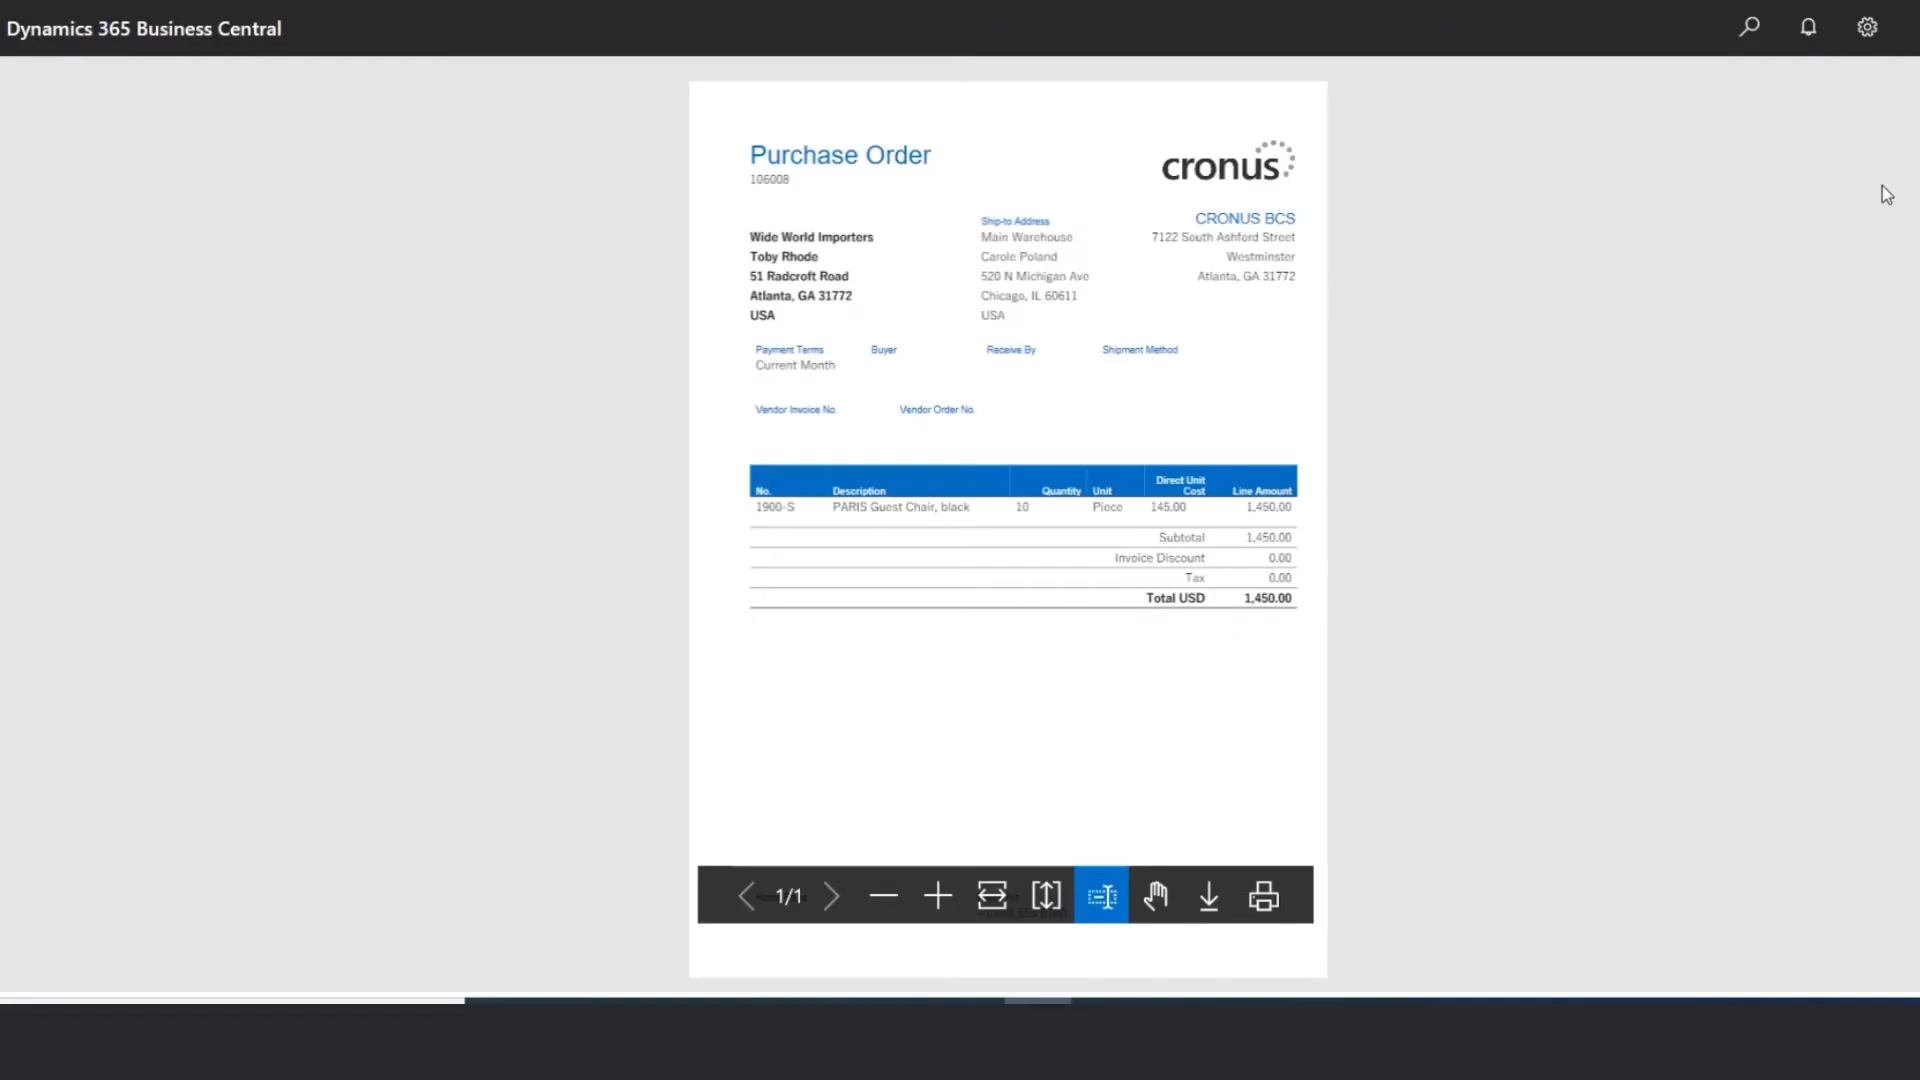 Dynamics 365 Business Central
Purchase Order
106008
cronus
Wide World Importers
Toby Rhode
51 Radcroft Road
Atlanta, GA 31772
USA
Ship-to Address
Main Warehouse
Carole Poland
520 N Michigan Ave
Chicago, IL 60611
USA
CRONUS BCS
7122 South Ashford Street
Westminster
Atlanta, GA 31772
Payment Terms Buyer Receive By Shipment Method
Current Month
Vendor Invoice No. Vendor Order No.
No. Description Quantity Unit Direct Unit Cost Line Amount
1900-S PARIS Guest Chair, black 10 Piece 145.00 1,450.00
Subtotal 1,450.00
Invoice Discount 0.00
Tax 0.00
Total USD 1,450.00
1/1